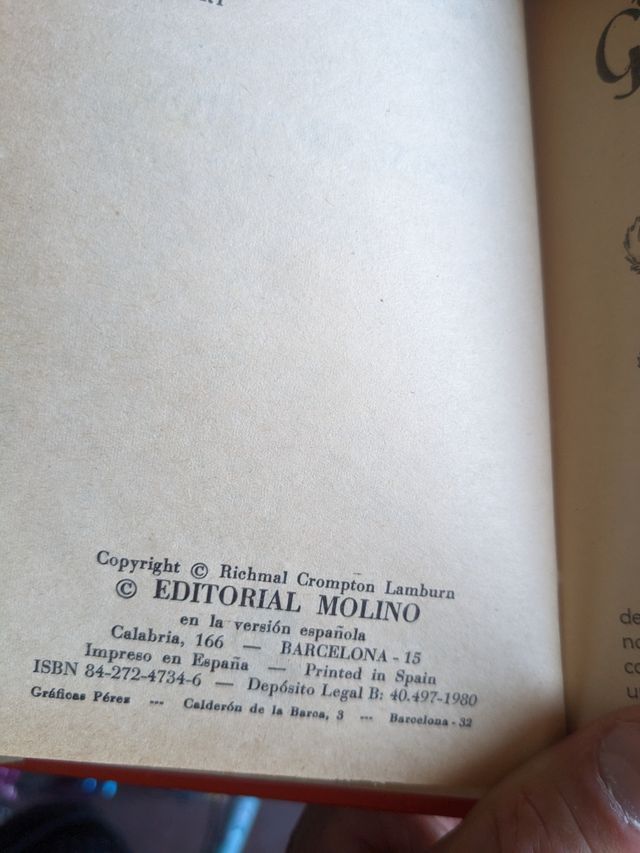 Copyright © Richmal Crompton Lamburn
© EDITORIAL MOLINO
en la versión española
Calabria, 166 — BARCELONA - 15
Impreso en España — Printed in Spain
ISBN 84-272-4734-6 — Depósito Legal B: 40.497-1980
Gráficas Pérez --- Calderón de la Barca, 3 --- Barcelona - 32